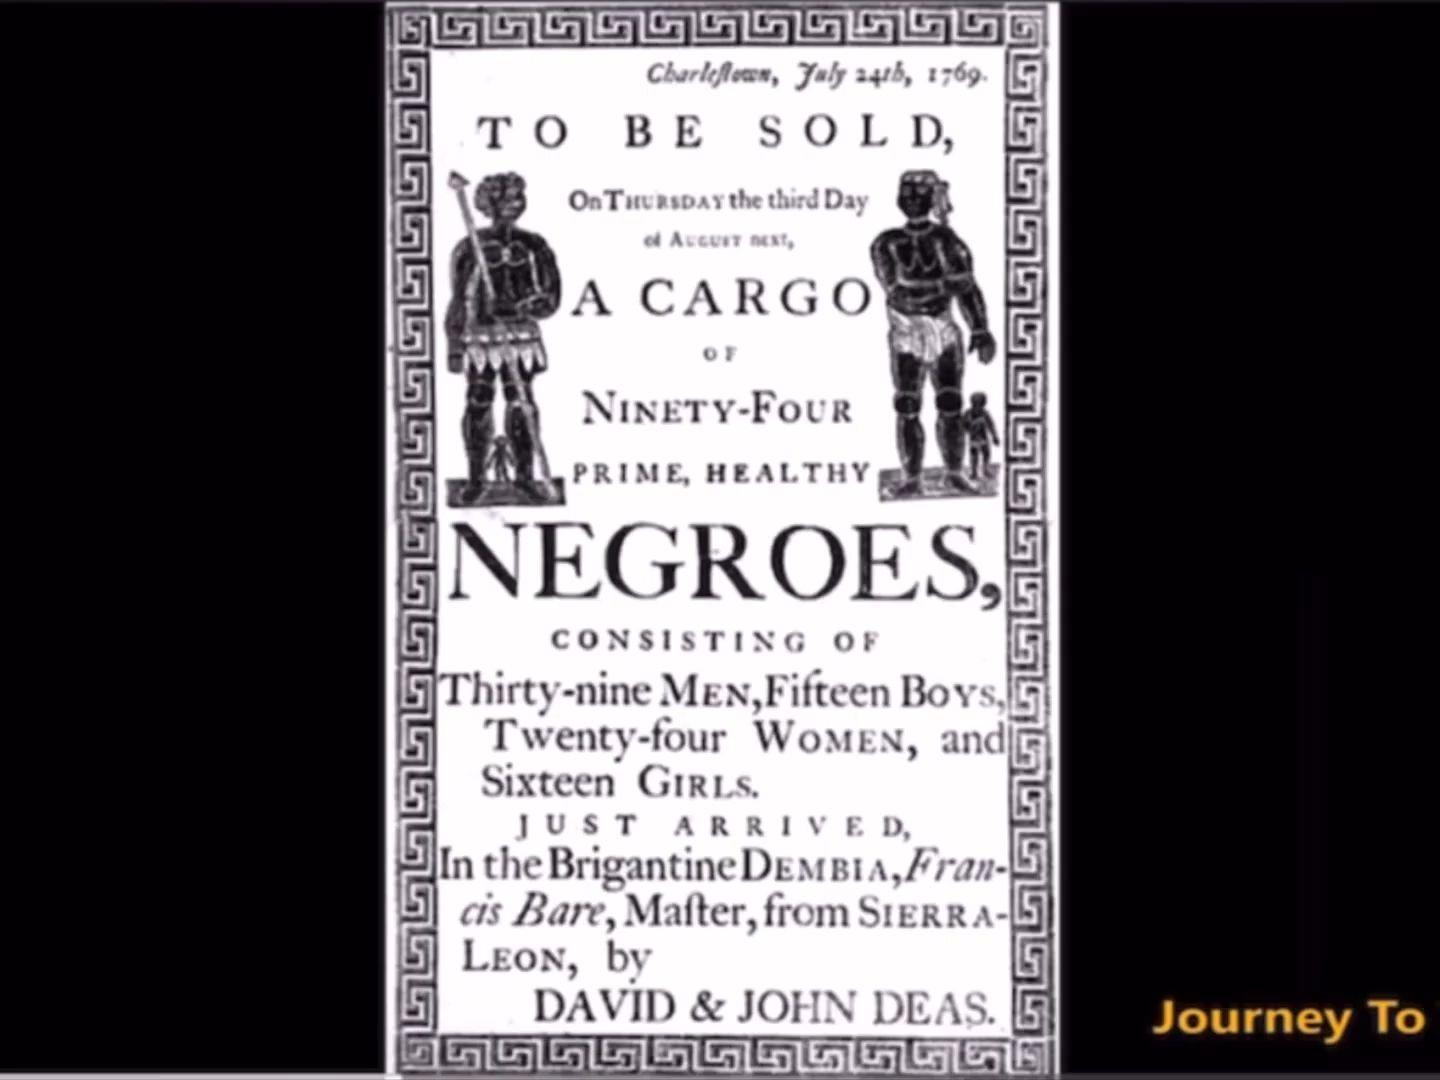 Charleſtown, July 24th, 1769.
TO BE SOLD,
On THURSDAY the third Day
of AUGUST next,
A CARGO
OF
NINETY-FOUR
PRIME, HEALTHY
NEGROES,
CONSISTING OF
Thirty-nine MEN, Fifteen BOYS,
Twenty-four WOMEN, and
Sixteen GIRLS.
JUST ARRIVED,
In the Brigantine DEMBIA, Fran-
cis Bare, Maſter, from SIERRA-
LEON, by
DAVID & JOHN DEAS.
Journey To